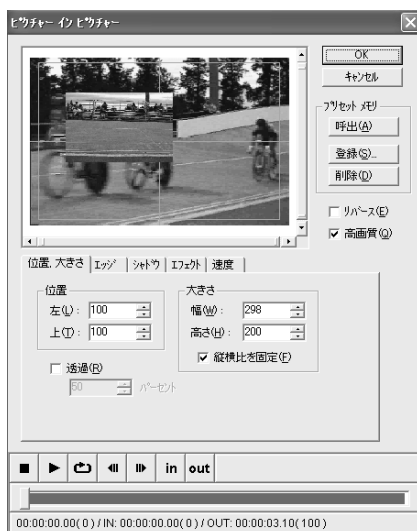 ピクチャー イン ピクチャー
OK
キャンセル
プリセット メモリ
呼出(A)
登録(S)...
削除(D)
リバース(E)
高画質(Q)
位置, 大きさ エッジ シャドウ エフェクト 速度
位置
左(L): 100
上(T): 100
大きさ
幅(W): 298
高さ(H): 200
縦横比を固定(F)
透過(R)
50 パーセント
in out
00:00:00.00( 0 ) / IN: 00:00:00.00( 0 ) / OUT: 00:00:03.10( 100 )